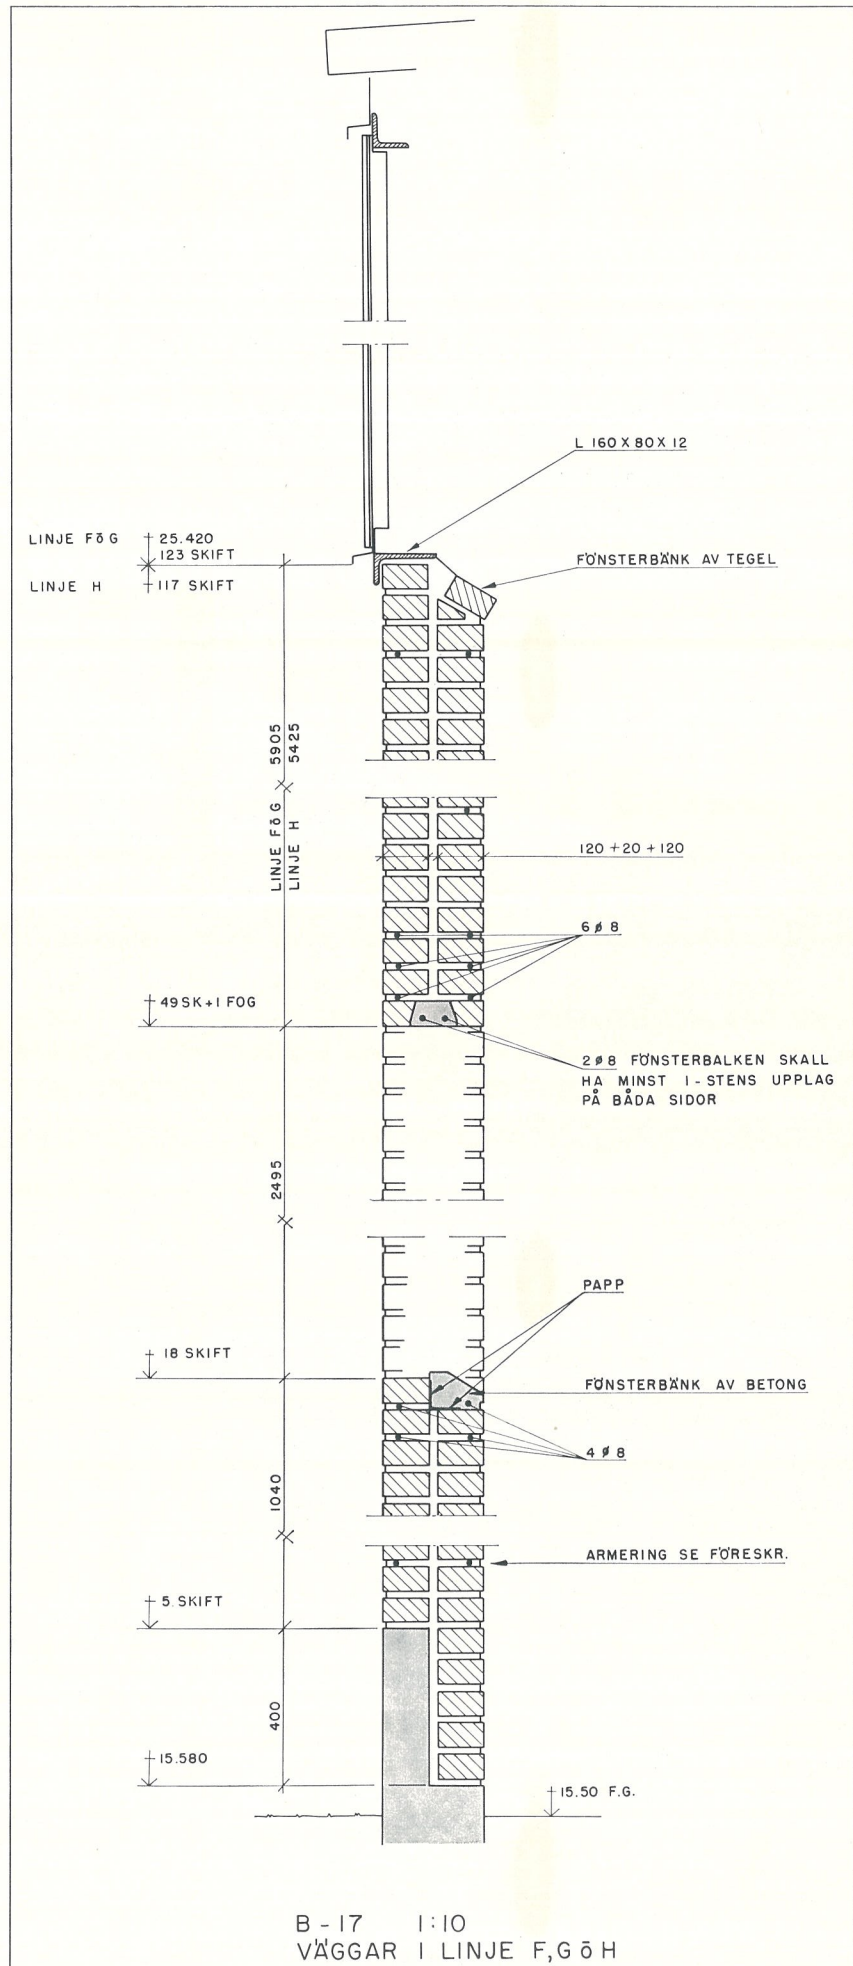 L 160 X 80 X 12
LINJE F ō G
+ 25.420
123 SKIFT
FÖNSTERBÄNK AV TEGEL
LINJE H
+ 117 SKIFT
5905
5425
LINJE F ō G
LINJE H
120 + 20 + 120
6 ø 8
+ 49 SK + 1 FOG
2 ø 8 FÖNSTERBALKEN SKALL
HA MINST 1 - STENS UPPLAG
PÅ BÅDA SIDOR
2495
PAPP
+ 18 SKIFT
FÖNSTERBÄNK AV BETONG
4 ø 8
1040
ARMERING SE FÖRESKR.
+ 5 SKIFT
400
+ 15.580
+ 15.50 F.G.
B - 17 1:10
VÄGGAR I LINJE F, G ō H